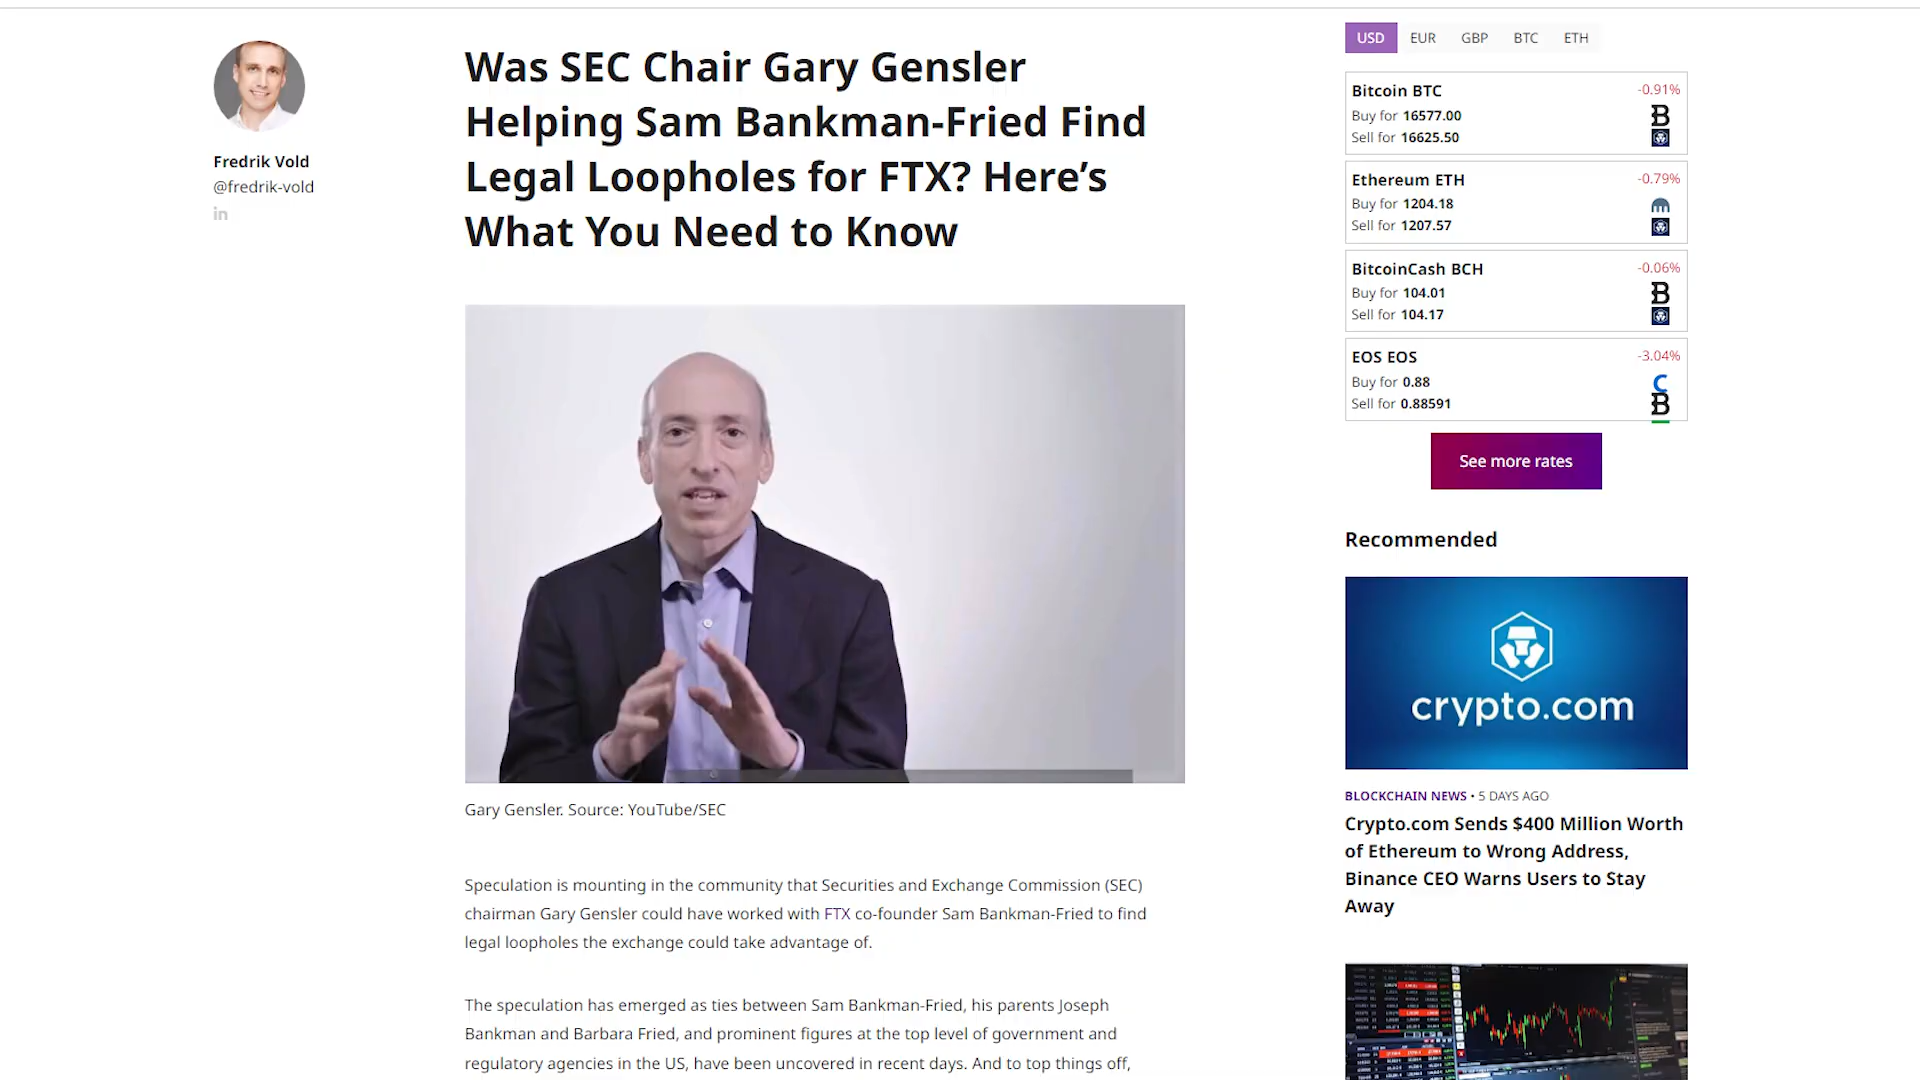 Fredrik Vold
@fredrik-vold
in
Was SEC Chair Gary Gensler
Helping Sam Bankman-Fried Find
Legal Loopholes for FTX? Here’s
What You Need to Know
Gary Gensler. Source: YouTube/SEC
Speculation is mounting in the community that Securities and Exchange Commission (SEC)
chairman Gary Gensler could have worked with FTX co-founder Sam Bankman-Fried to find
legal loopholes the exchange could take advantage of.
The speculation has emerged as ties between Sam Bankman-Fried, his parents Joseph
Bankman and Barbara Fried, and prominent figures at the top level of government and
regulatory agencies in the US, have been uncovered in recent days. And to top things off,
USD EUR GBP BTC ETH
Bitcoin BTC -0.91%
Buy for 16577.00
Sell for 16625.50
Ethereum ETH -0.79%
Buy for 1204.18
Sell for 1207.57
BitcoinCash BCH -0.06%
Buy for 104.01
Sell for 104.17
EOS EOS -3.04%
Buy for 0.88
Sell for 0.88591
See more rates
Recommended
crypto.com
BLOCKCHAIN NEWS • 5 DAYS AGO
Crypto.com Sends $400 Million Worth
of Ethereum to Wrong Address,
Binance CEO Warns Users to Stay
Away